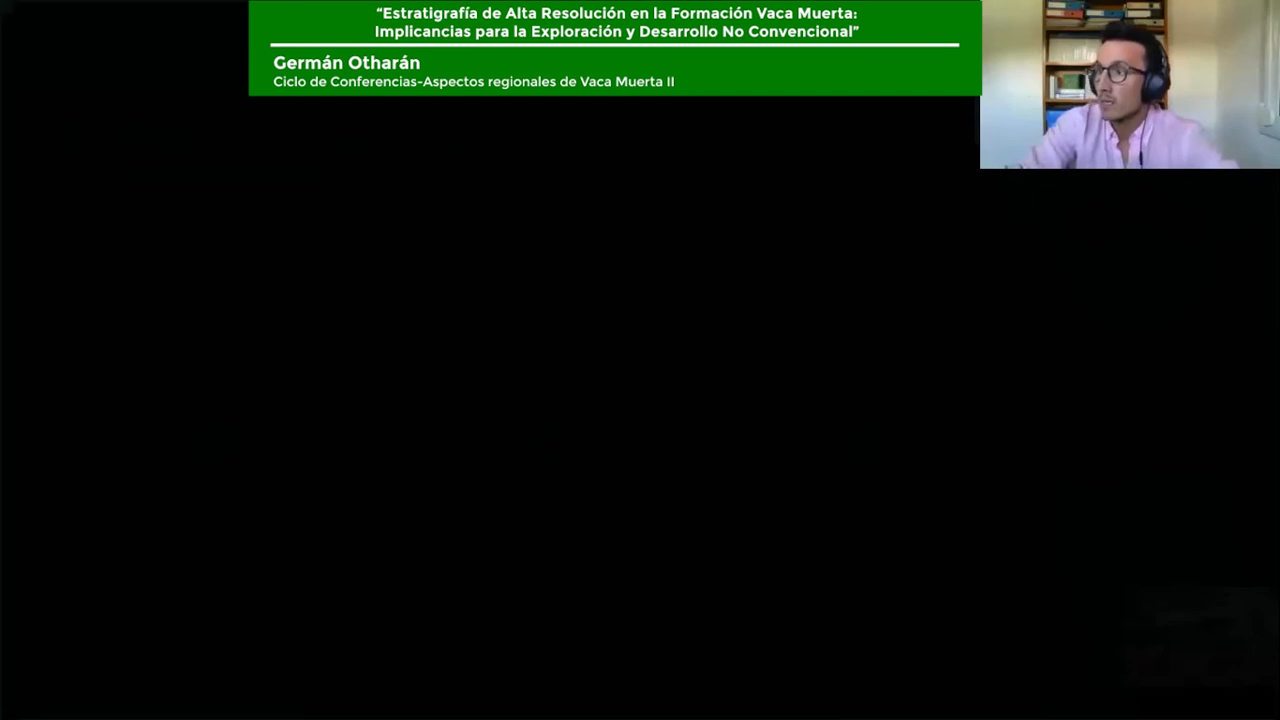 “Estratigrafía de Alta Resolución en la Formación Vaca Muerta:
Implicancias para la Exploración y Desarrollo No Convencional”
Germán Otharán
Ciclo de Conferencias-Aspectos regionales de Vaca Muerta II